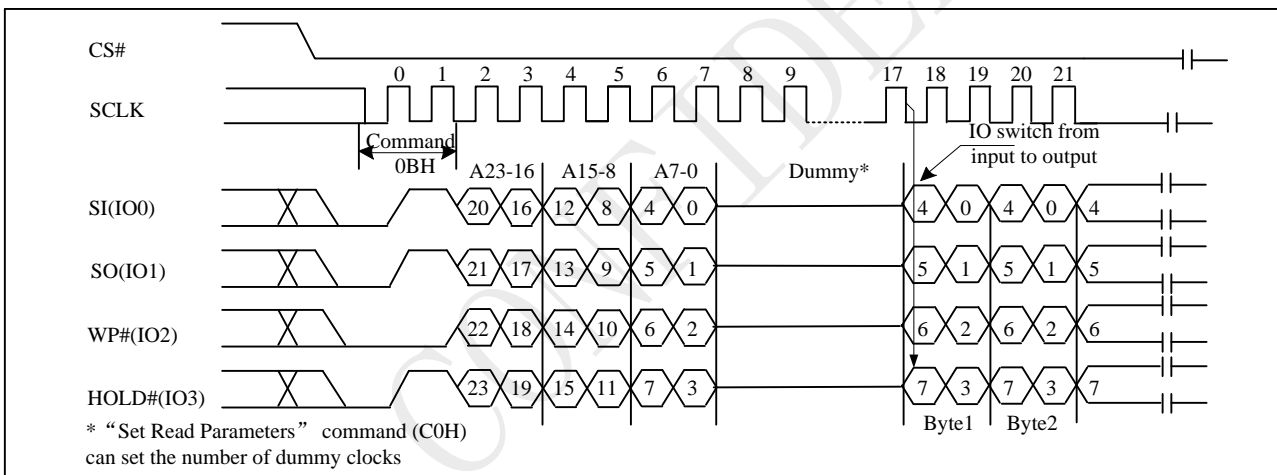 CS#
0 1 2 3 4 5 6 7 8 9 17 18 19 20 21
SCLK
Command
0BH
IO switch from
input to output
A23-16 A15-8 A7-0 Dummy*
SI(IO0) 20 16 12 8 4 0 4 0 4 0 4
SO(IO1) 21 17 13 9 5 1 5 1 5 1 5
WP#(IO2) 22 18 14 10 6 2 6 2 6 2 6
HOLD#(IO3) 23 19 15 11 7 3 7 3 7 3 7
Byte1 Byte2
* “Set Read Parameters” command (C0H)
can set the number of dummy clocks